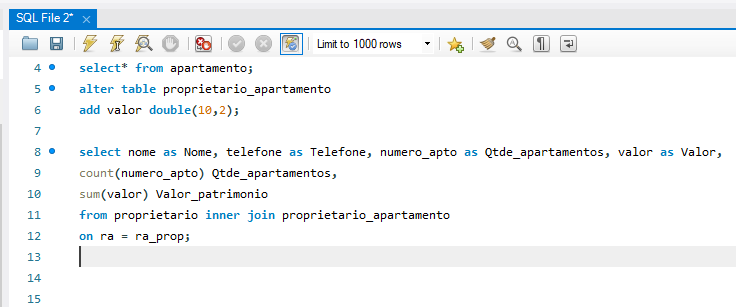 SQL File 2*
Limit to 1000 rows
4 select* from apartamento;
5 alter table proprietario_apartamento
6 add valor double(10,2);
7
8 select nome as Nome, telefone as Telefone, numero_apto as Qtde_apartamentos, valor as Valor,
9 count(numero_apto) Qtde_apartamentos,
10 sum(valor) Valor_patrimonio
11 from proprietario inner join proprietario_apartamento
12 on ra = ra_prop;
13
14
15